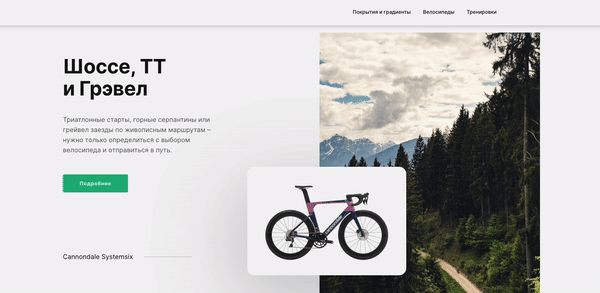 Покрытия и градиенты Велосипеды Тренировки
Шоссе, ТТ
и Грэвел
Триатлонные старты, горные серпантины или
грейвел заезды по живописным маршрутам –
нужно только определиться с выбором
велосипеда и отправиться в путь.
Подробнее
Cannondale Systemsix